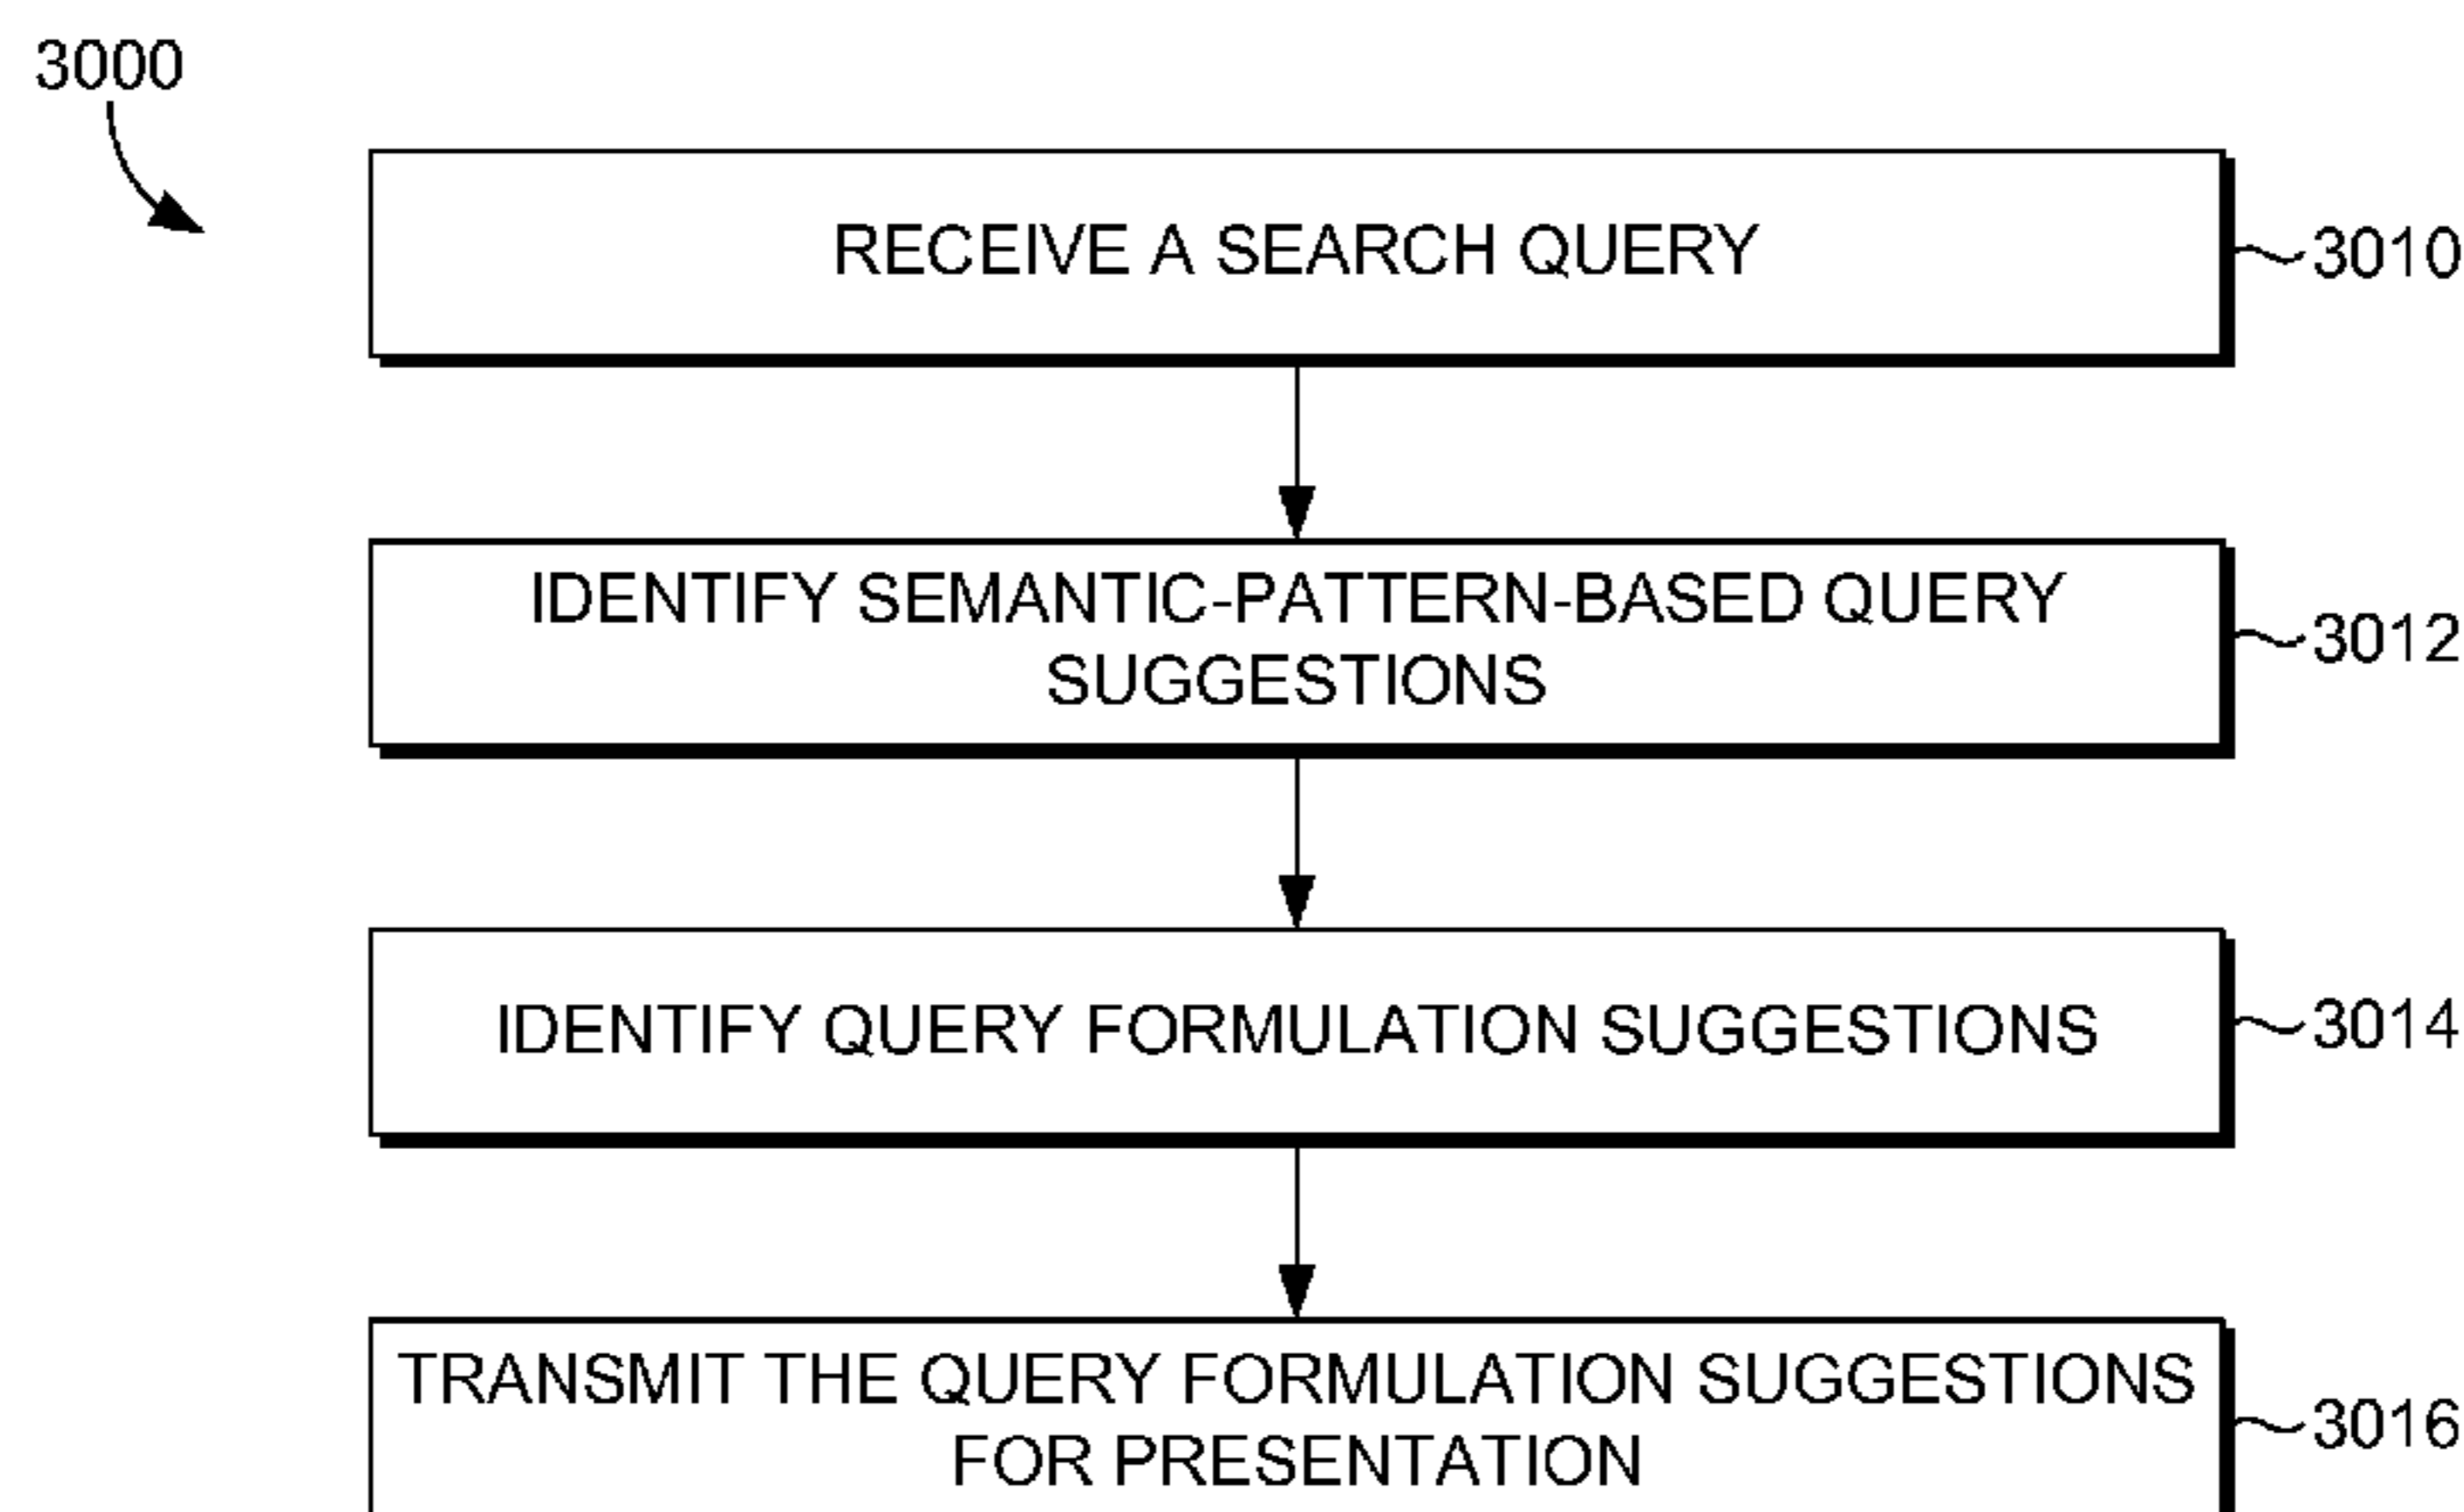 3000
RECEIVE A SEARCH QUERY
3010
IDENTIFY SEMANTIC-PATTERN-BASED QUERY
SUGGESTIONS
3012
IDENTIFY QUERY FORMULATION SUGGESTIONS
3014
TRANSMIT THE QUERY FORMULATION SUGGESTIONS
FOR PRESENTATION
3016